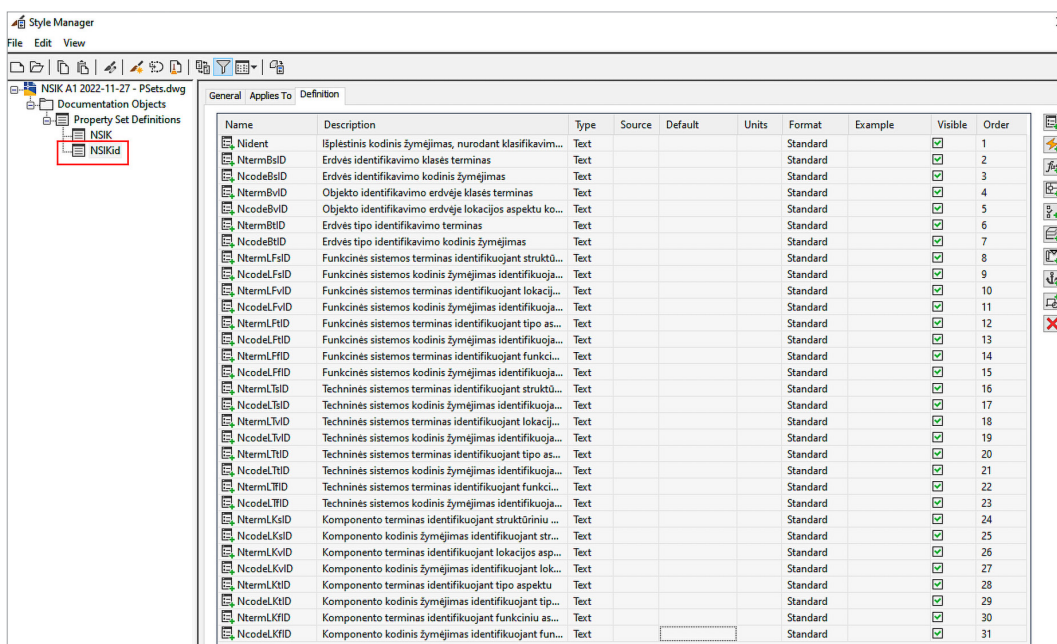 Style Manager
File Edit View
NSIK A1 2022-11-27 - PSets.dwg
Documentation Objects
Property Set Definitions
NSIK
NSIKid
General Applies To Definition
Name Description Type Source Default Units Format Example Visible Order
Nident Išplėstinis kodinis žymėjimas, nurodant klasifikavim... Text Standard 1
NtermBsID Erdvės identifikavimo klasės terminas Text Standard 2
NcodeBsID Erdvės identifikavimo kodinis žymėjimas Text Standard 3
NtermBvID Objekto identifikavimo erdvėje klasės terminas Text Standard 4
NcodeBvID Objekto identifikavimo erdvėje lokacijos aspektu ko... Text Standard 5
NtermBtID Erdvės tipo identifikavimo terminas Text Standard 6
NcodeBtID Erdvės tipo identifikavimo kodinis žymėjimas Text Standard 7
NtermLFsID Funkcinės sistemos terminas identifikuojant struktū... Text Standard 8
NcodeLFsID Funkcinės sistemos kodinis žymėjimas identifikuoja... Text Standard 9
NtermLFvID Funkcinės sistemos terminas identifikuojant lokacij... Text Standard 10
NcodeLFvID Funkcinės sistemos kodinis žymėjimas identifikuoja... Text Standard 11
NtermLFtID Funkcinės sistemos terminas identifikuojant tipo as... Text Standard 12
NcodeLFtID Funkcinės sistemos kodinis žymėjimas identifikuoja... Text Standard 13
NtermLFfID Funkcinės sistemos terminas identifikuojant funkci... Text Standard 14
NcodeLFfID Funkcinės sistemos kodinis žymėjimas identifikuoja... Text Standard 15
NtermLTsID Techninės sistemos terminas identifikuojant struktū... Text Standard 16
NcodeLTsID Techninės sistemos kodinis žymėjimas identifikuoja... Text Standard 17
NtermLTvID Techninės sistemos terminas identifikuojant lokacij... Text Standard 18
NcodeLTvID Techninės sistemos kodinis žymėjimas identifikuoja... Text Standard 19
NtermLTtID Techninės sistemos terminas identifikuojant tipo as... Text Standard 20
NcodeLTtID Techninės sistemos kodinis žymėjimas identifikuoja... Text Standard 21
NtermLTfID Techninės sistemos terminas identifikuojant funkci... Text Standard 22
NcodeLTfID Techninės sistemos kodinis žymėjimas identifikuoja... Text Standard 23
NtermLKsID Komponento terminas identifikuojant struktūriniu ... Text Standard 24
NcodeLKsID Komponento kodinis žymėjimas identifikuojant str... Text Standard 25
NtermLKvID Komponento terminas identifikuojant lokacijos asp... Text Standard 26
NcodeLKvID Komponento kodinis žymėjimas identifikuojant lok... Text Standard 27
NtermLKtID Komponento terminas identifikuojant tipo aspektu Text Standard 28
NcodeLKtID Komponento kodinis žymėjimas identifikuojant tip... Text Standard 29
NtermLKfID Komponento terminas identifikuojant funkciniu as... Text Standard 30
NcodeLKfID Komponento kodinis žymėjimas identifikuojant fun... Text Standard 31